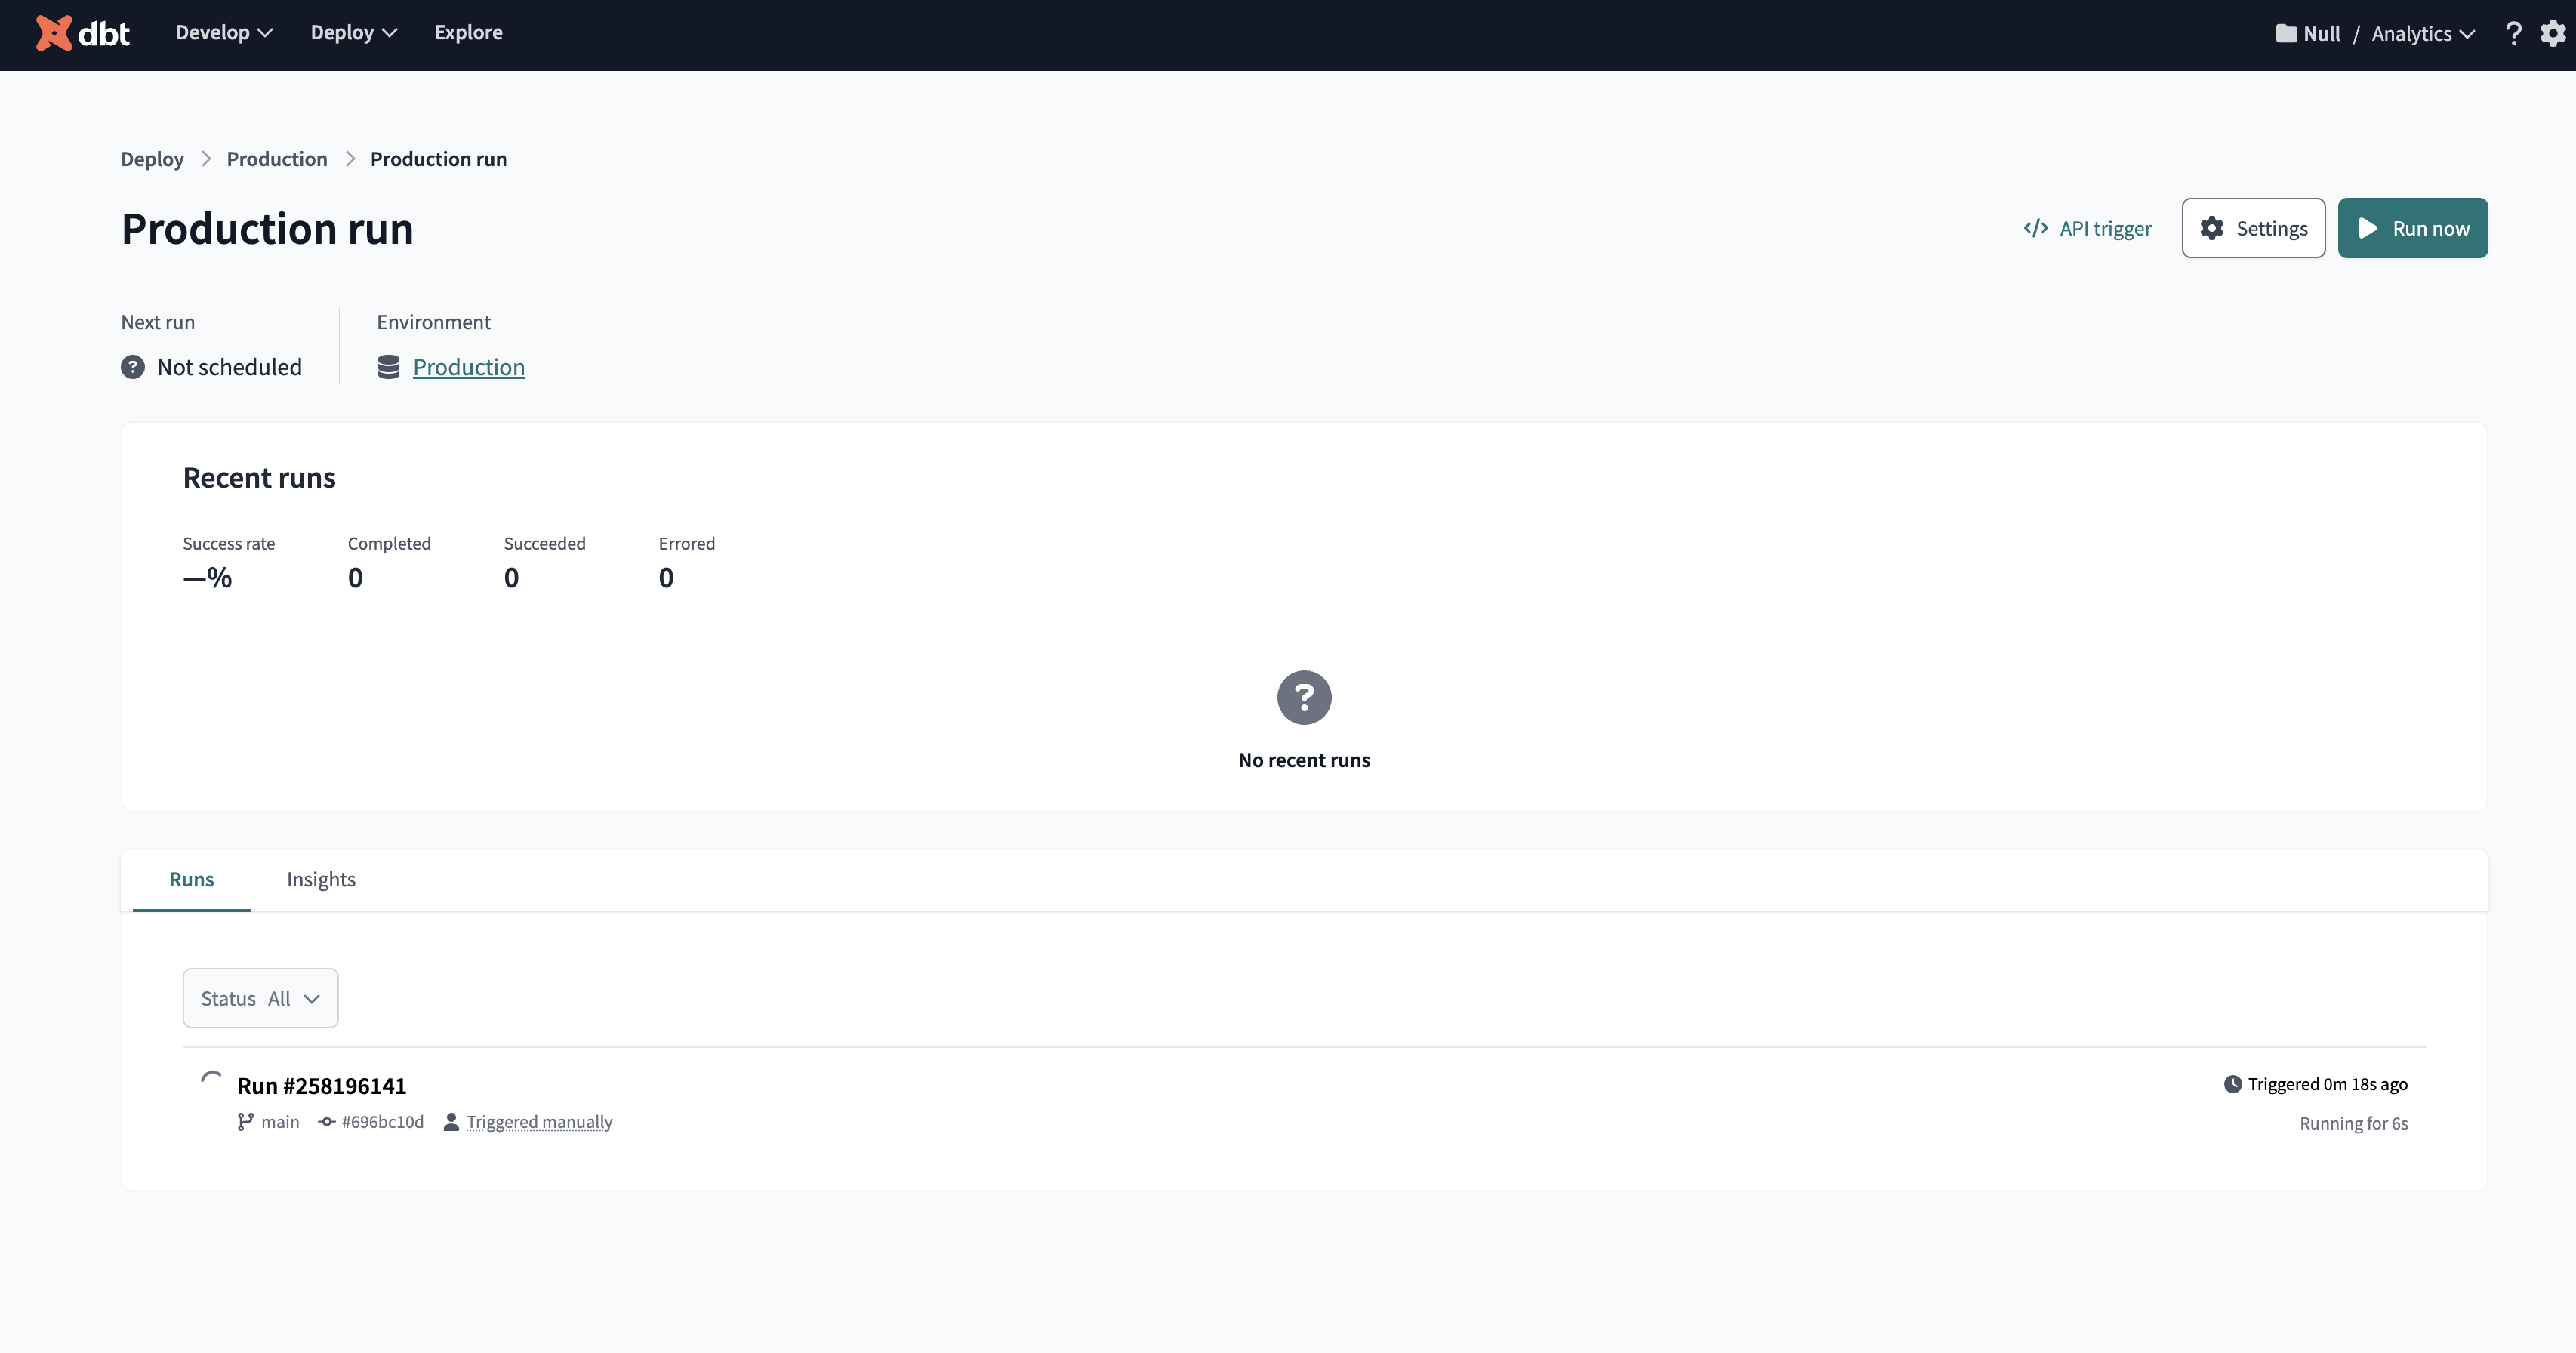 dbt Develop Deploy Explore Null / Analytics ?
Deploy > Production > Production run
Production run </> API trigger Settings Run now
Next run Environment
? Not scheduled Production
Recent runs
Success rate Completed Succeeded Errored
—% 0 0 0
?
No recent runs
Runs Insights
Status All
Run #258196141 Triggered 0m 18s ago
main #696bc10d Triggered manually Running for 6s